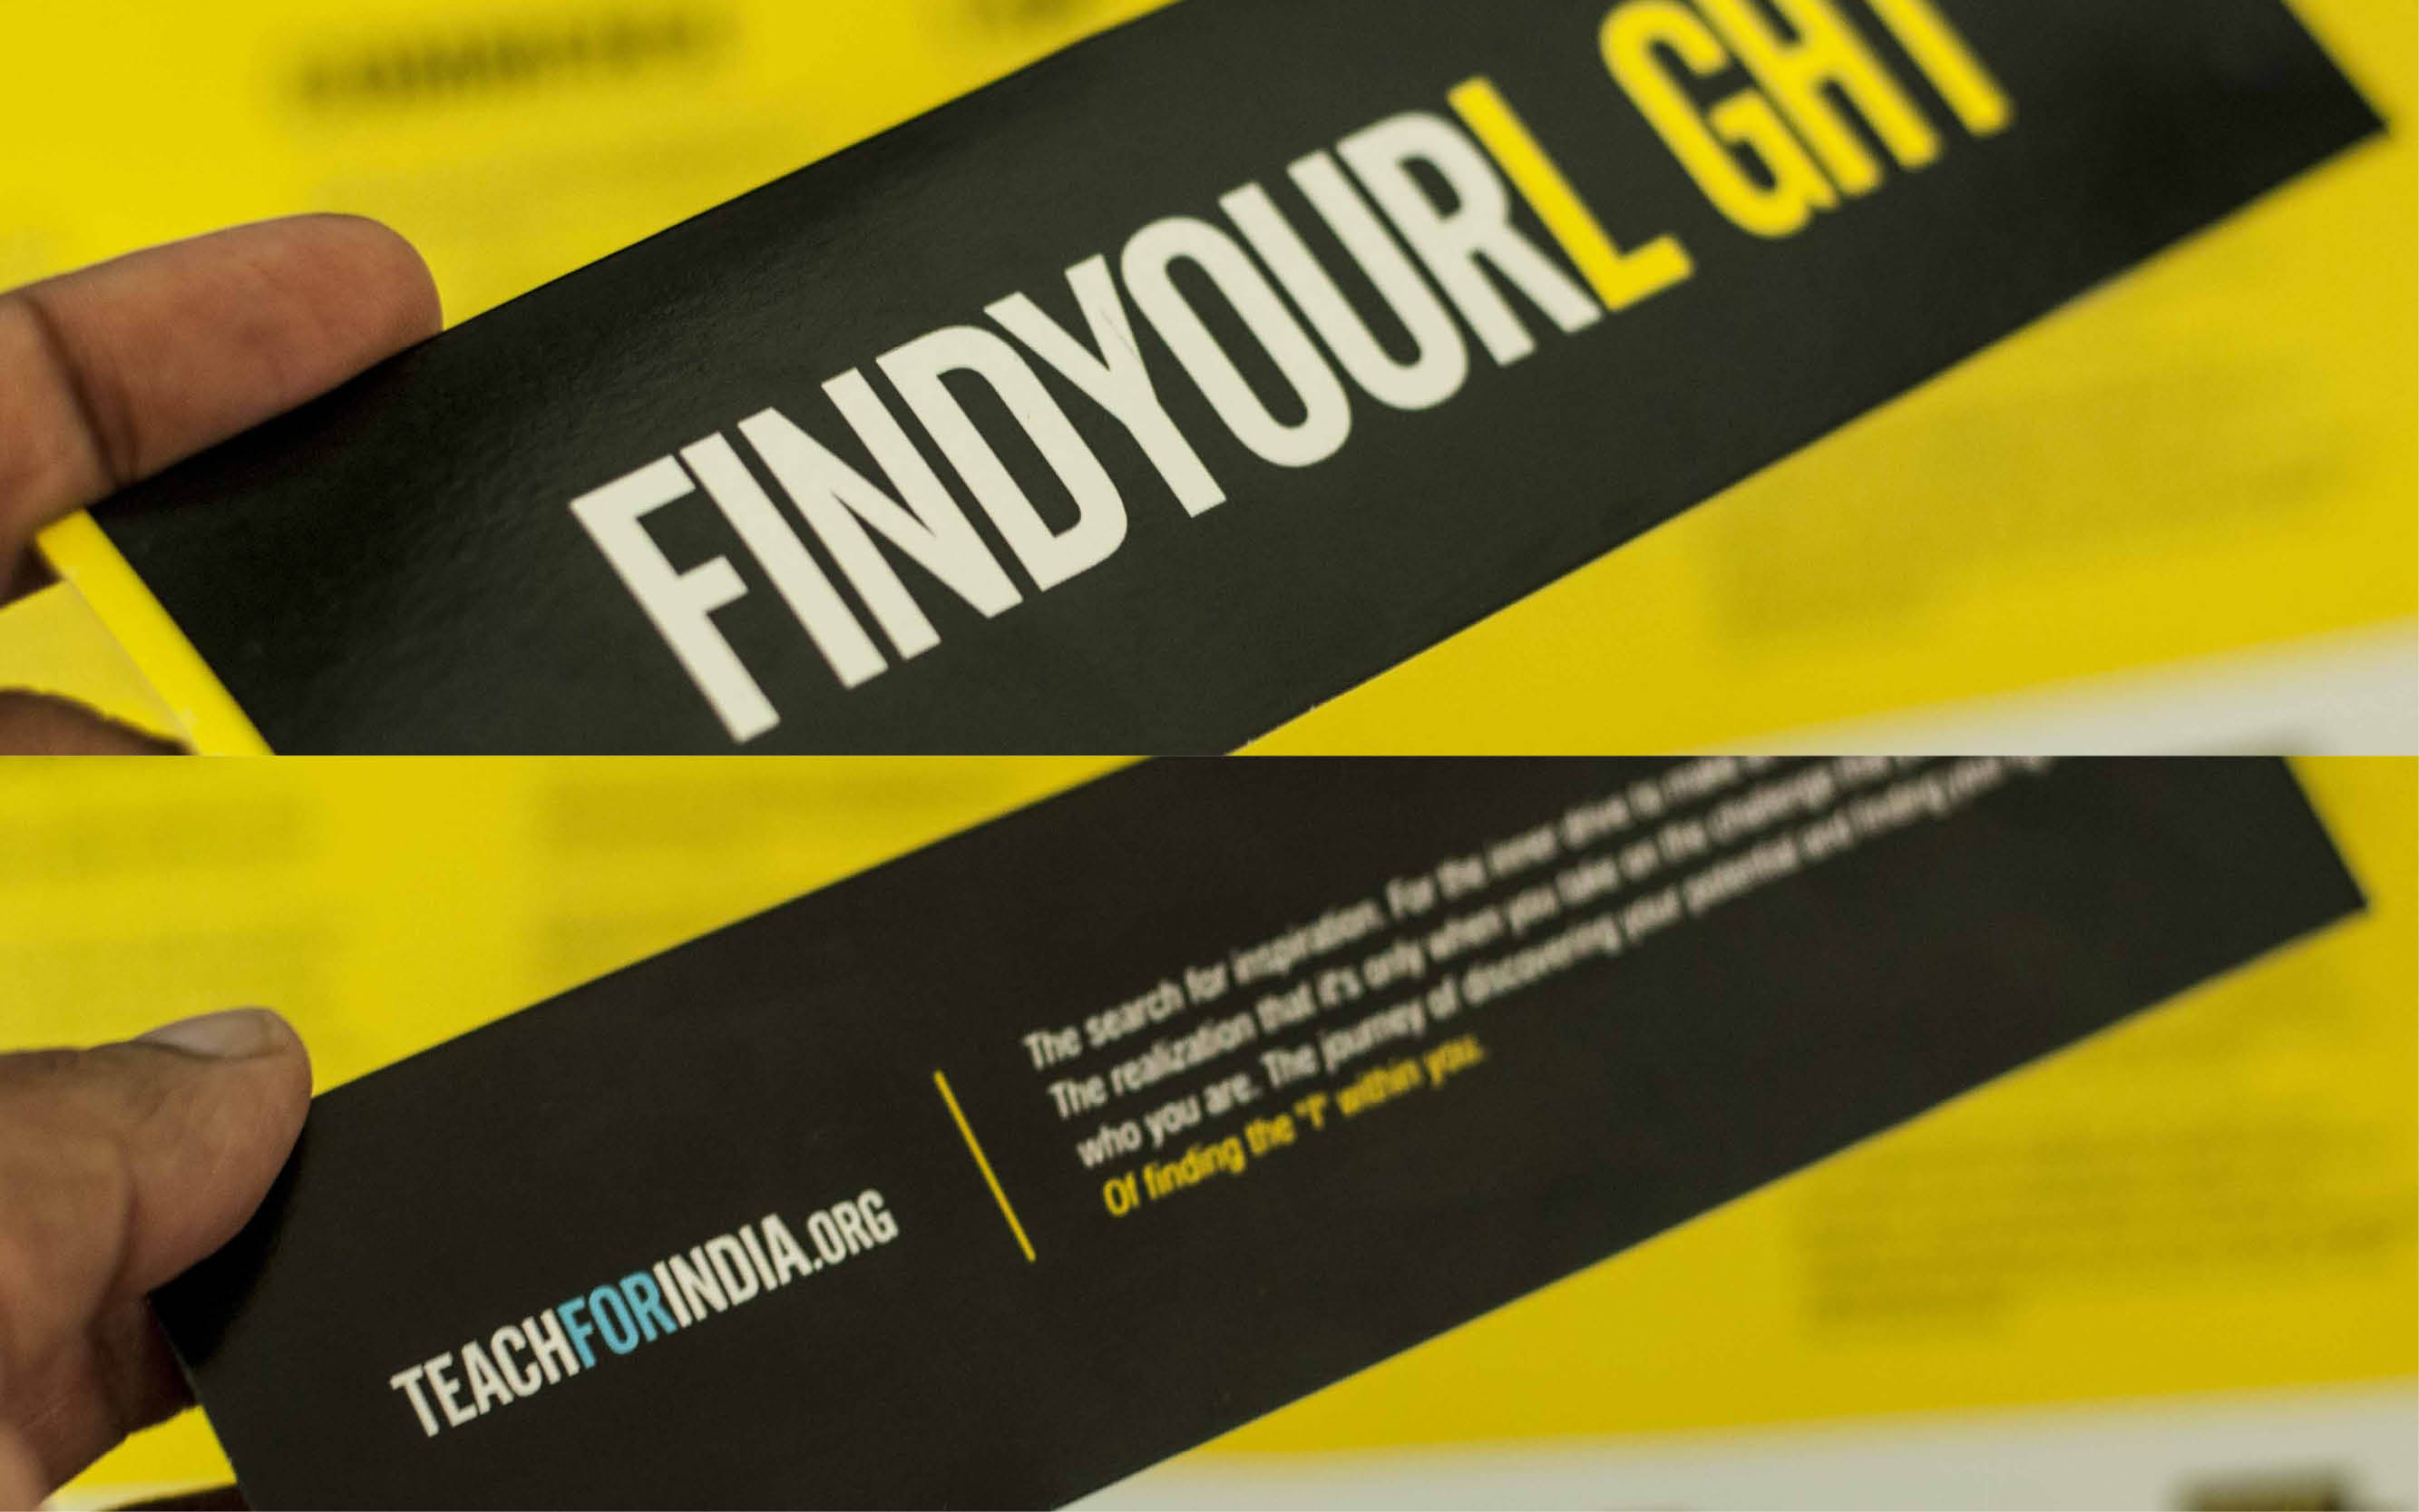 FINDYOURL GHT
The search for inspiration. For the inner drive to make
The realization that it's only when you take on the challenge
who you are. The journey of discovering your potential and finding your
Of finding the "I" within you.
TEACHFORINDIA.ORG